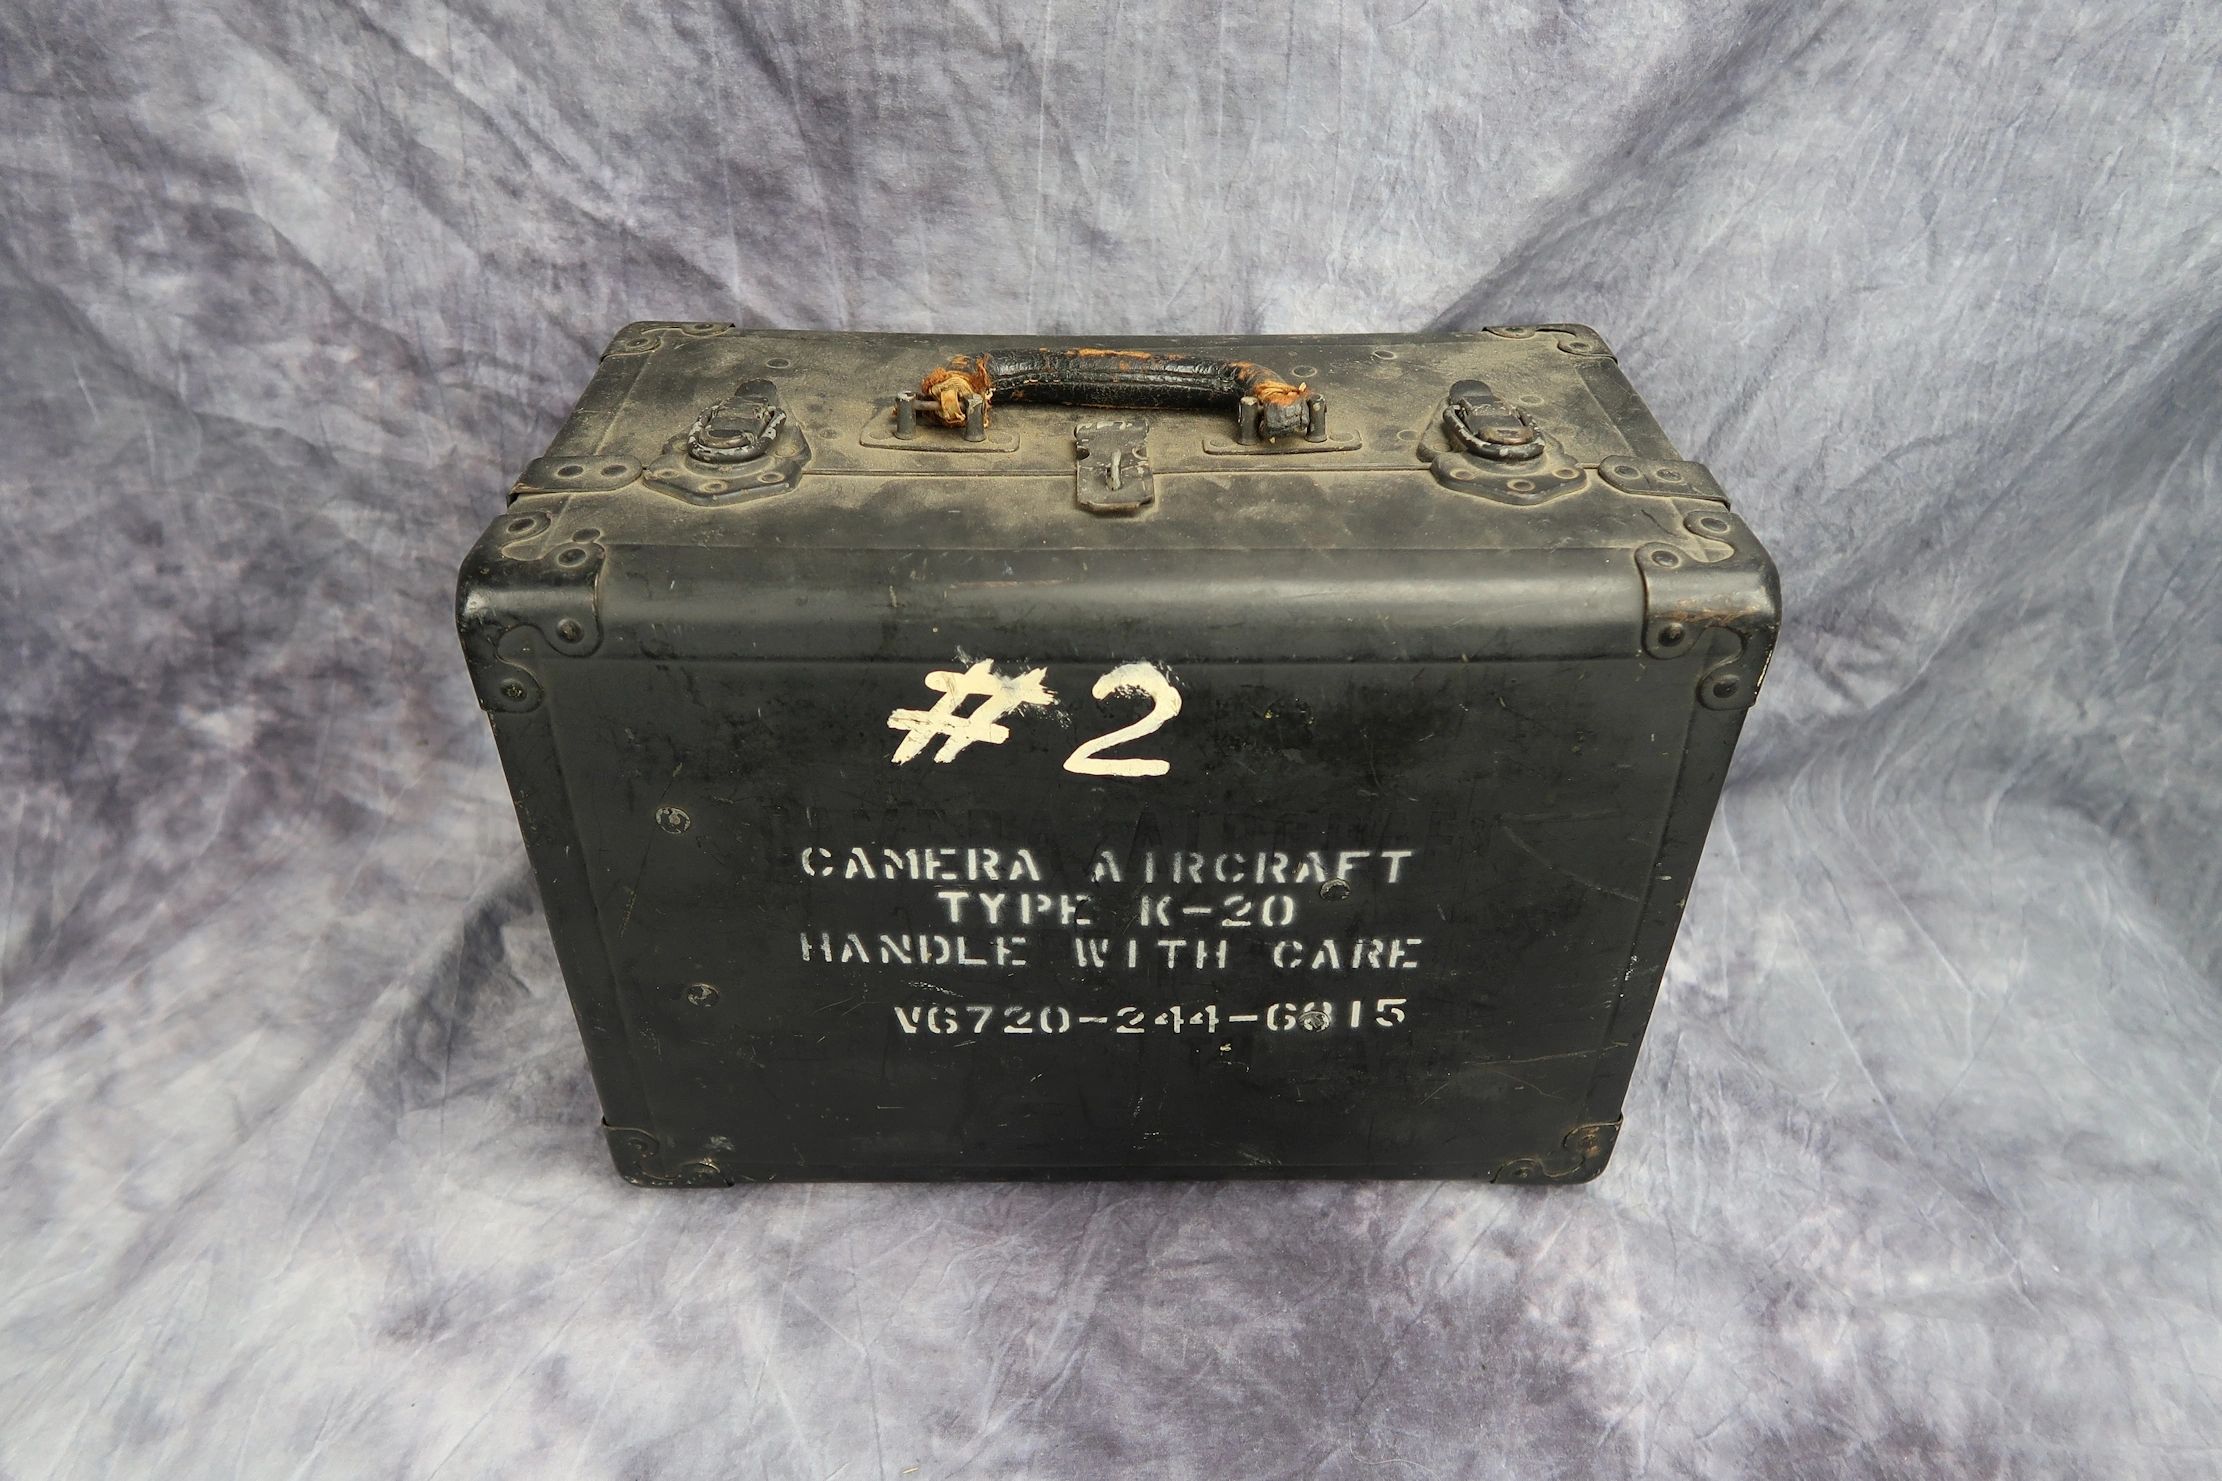 #2
CAMERA AIRCRAFT
TYPE K-20
HANDLE WITH CARE
V6720-244-6815